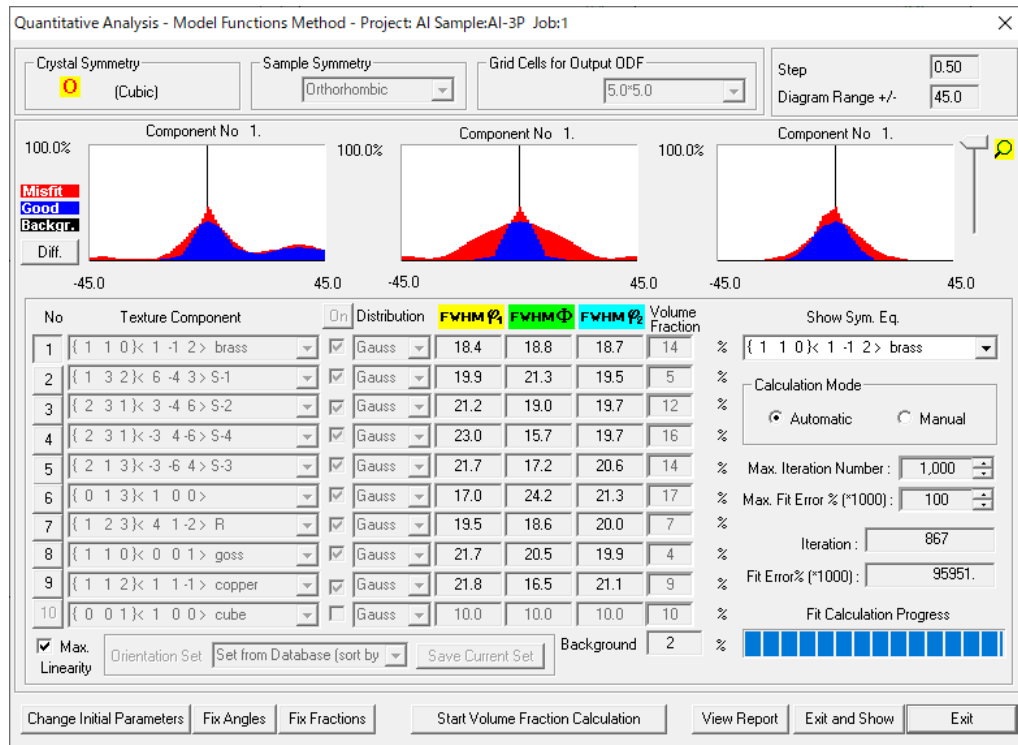 Quantitative Analysis - Model Functions Method - Project: AI Sample:AI-3P Job:1
Crystal Symmetry
O (Cubic)
Sample Symmetry
Orthorhombic
Grid Cells for Output ODF
5.0*5.0
Step 0.50
Diagram Range +/- 45.0
Component No 1. Component No 1. Component No 1.
100.0% 100.0% 100.0%
Misfit
Good
Backgr.
Diff.
-45.0 45.0 -45.0 45.0 -45.0 45.0
No Texture Component On Distribution FWHM φ1 FWHM Φ FWHM φ2 Volume Fraction Show Sym. Eq.
1 { 1 1 0}< 1 -1 2> brass Gauss 18.4 18.8 18.7 14 % { 1 1 0}< 1 -1 2> brass
2 { 1 3 2}< 6 -4 3> S-1 Gauss 19.9 21.3 19.5 5 %
3 { 2 3 1}< 3 -4 6> S-2 Gauss 21.2 19.0 19.7 12 %
4 { 2 3 1}< -3 4 -6> S-4 Gauss 23.0 15.7 19.7 16 %
5 { 2 1 3}< -3 -6 4> S-3 Gauss 21.7 17.2 20.6 14 %
6 { 0 1 3}< 1 0 0> Gauss 17.0 24.2 21.3 17 %
7 { 1 2 3}< 4 1 -2> R Gauss 19.5 18.6 20.0 7 %
8 { 1 1 0}< 0 0 1> goss Gauss 21.7 20.5 19.9 4 %
9 { 1 1 2}< 1 1 -1> copper Gauss 21.8 16.5 21.1 9 %
10 { 0 0 1}< 1 0 0> cube Gauss 10.0 10.0 10.0 10 %
Calculation Mode
Automatic Manual
Max. Iteration Number : 1,000
Max. Fit Error % (*1000) : 100
Iteration : 867
Fit Error% (*1000) : 95951.
Fit Calculation Progress
Max. Linearity
Orientation Set Set from Database (sort by Save Current Set
Background 2 %
Change Initial Parameters Fix Angles Fix Fractions Start Volume Fraction Calculation View Report Exit and Show Exit